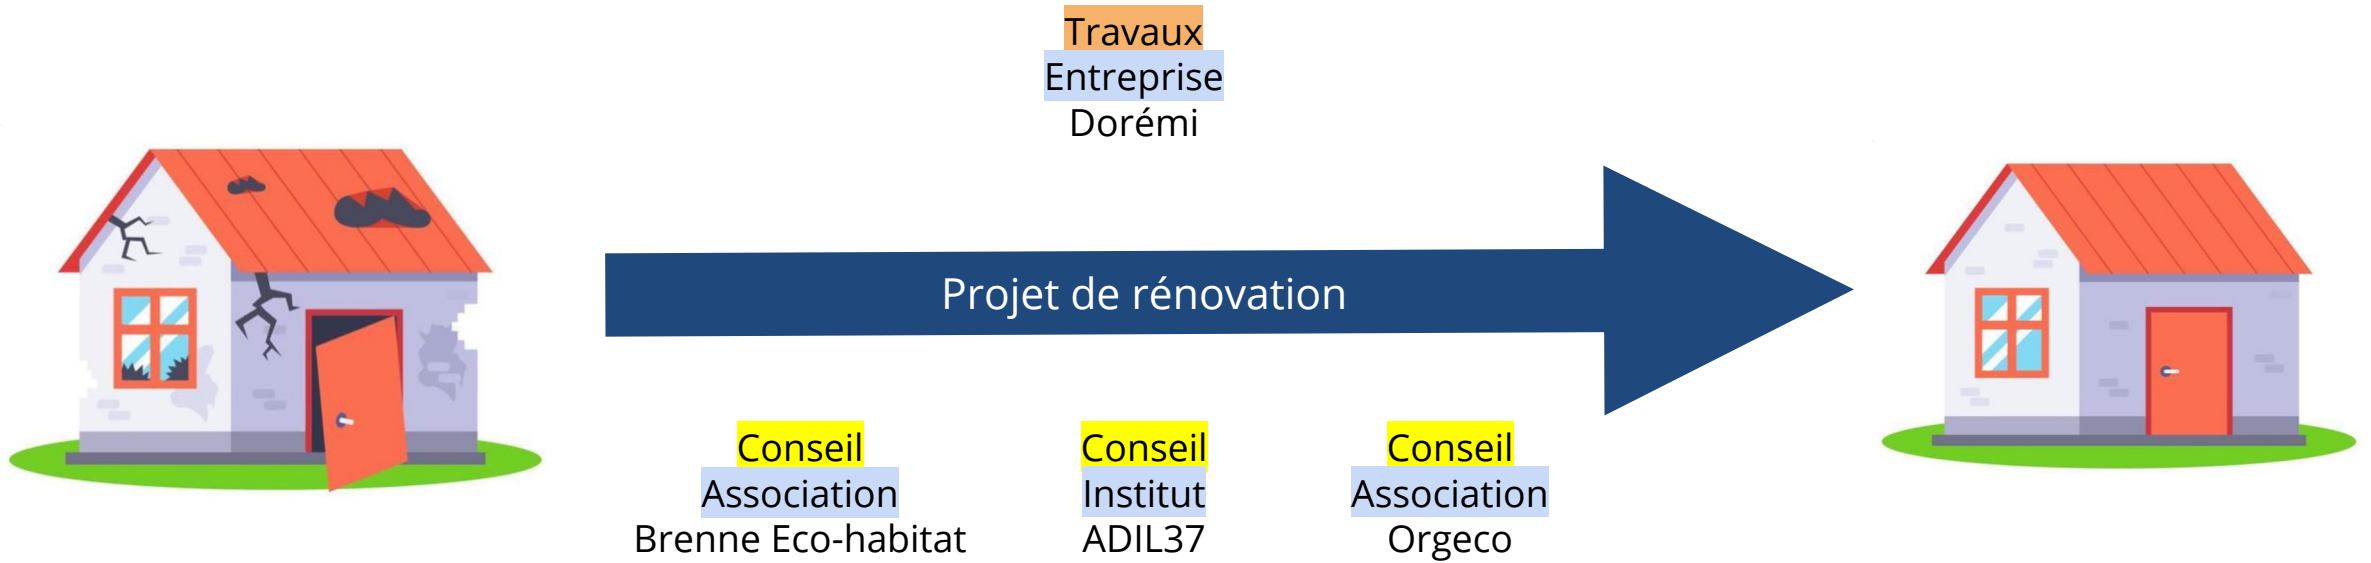 Travaux
Entreprise
Dorémi
Projet de rénovation
Conseil
Association
Brenne Eco-habitat
Conseil
Institut
ADIL37
Conseil
Association
Orgeco